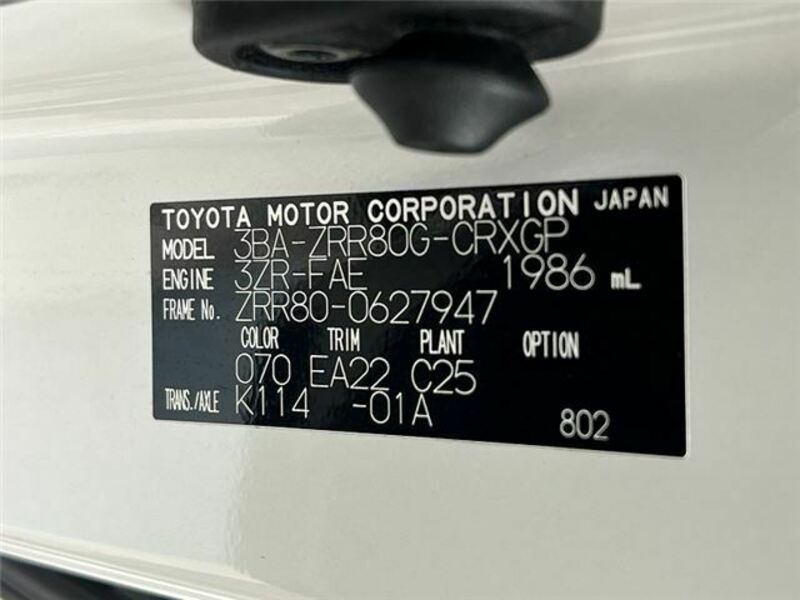 TOYOTA MOTOR CORPORATION JAPAN
MODEL 3BA-ZRR80G-CRXGP
ENGINE 3ZR-FAE 1986 mL
FRAME No. ZRR80-0627947
COLOR TRIM PLANT OPTION
070 EA22 C25
TRANS./AXLE K114 -01A
802